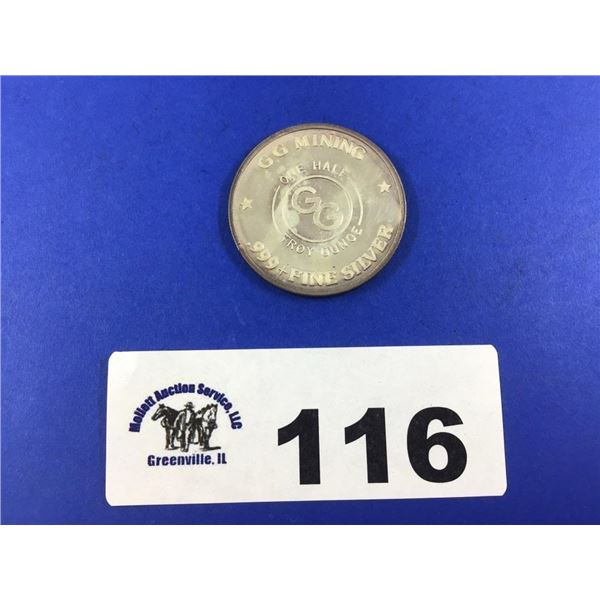 GG MINING
ONE HALF
GG
TROY OUNCE
.999+FINE SILVER
Mollett Auction Service, LLC
Greenville, IL
116